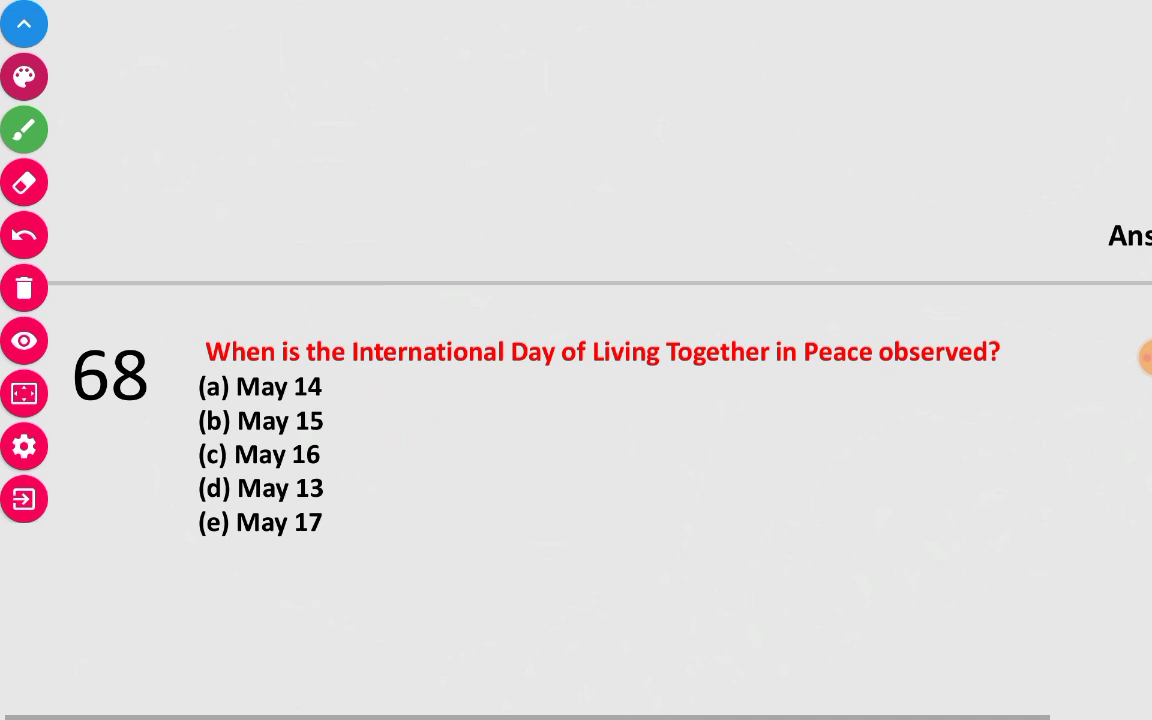 Ans
68
When is the International Day of Living Together in Peace observed?
(a) May 14
(b) May 15
(c) May 16
(d) May 13
(e) May 17